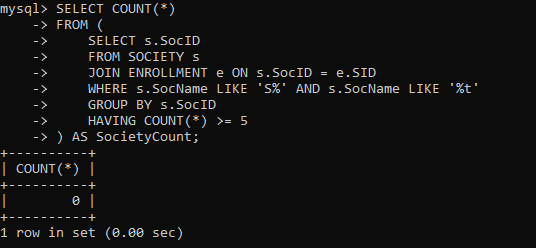 mysql> SELECT COUNT(*)
    -> FROM (
    ->     SELECT s.SocID
    ->     FROM SOCIETY s
    ->     JOIN ENROLLMENT e ON s.SocID = e.SID
    ->     WHERE s.SocName LIKE 'S%' AND s.SocName LIKE '%t'
    ->     GROUP BY s.SocID
    ->     HAVING COUNT(*) >= 5
    -> ) AS SocietyCount;
+----------+
| COUNT(*) |
+----------+
|        0 |
+----------+
1 row in set (0.00 sec)